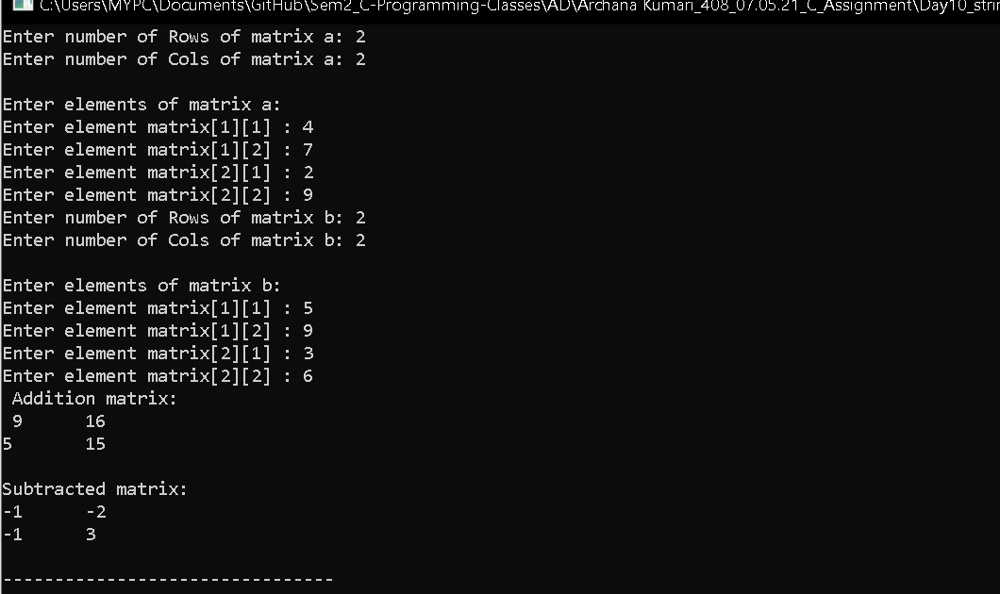 C:\Users\MYPC\Documents\GitHub\Sem2_C-Programming-Classes\AD\Archana Kumari_408_07.05.21_C_Assignment\Day10_strin
Enter number of Rows of matrix a: 2
Enter number of Cols of matrix a: 2
Enter elements of matrix a:
Enter element matrix[1][1] : 4
Enter element matrix[1][2] : 7
Enter element matrix[2][1] : 2
Enter element matrix[2][2] : 9
Enter number of Rows of matrix b: 2
Enter number of Cols of matrix b: 2
Enter elements of matrix b:
Enter element matrix[1][1] : 5
Enter element matrix[1][2] : 9
Enter element matrix[2][1] : 3
Enter element matrix[2][2] : 6
Addition matrix:
9 16
5 15
Subtracted matrix:
-1 -2
-1 3
--------------------------------